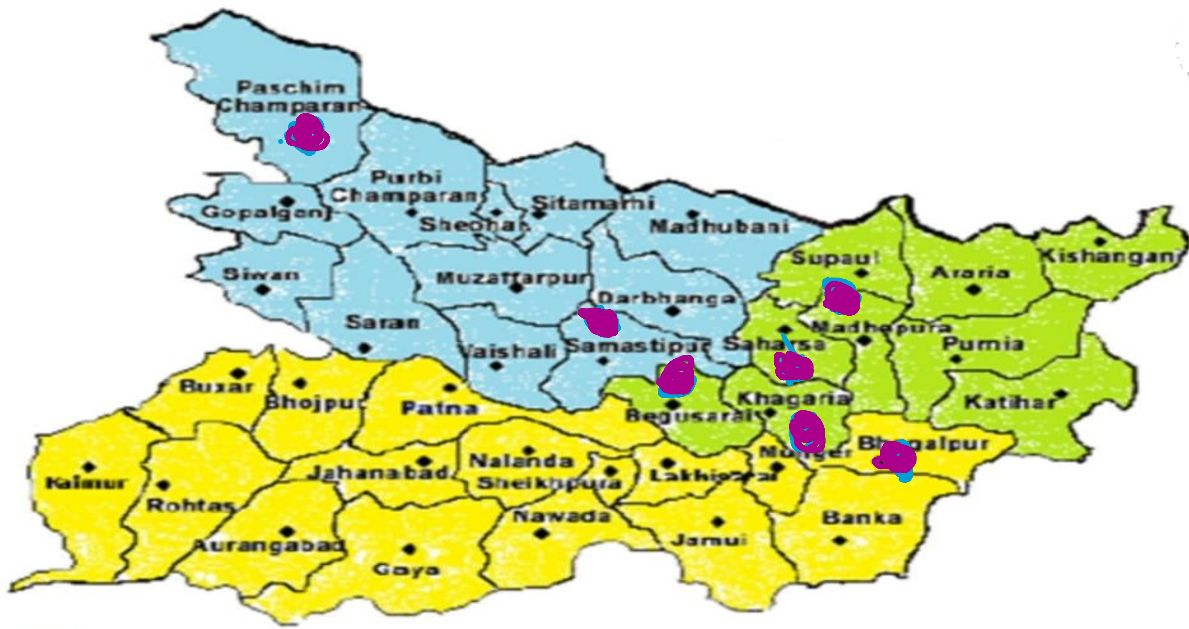 Paschim
Champaran
Purbi
Champaran
Gopalganj
Sheohar
Sitamarhi
Madhubani
Siwan
Muzaffarpur
Darbhanga
Supaul
Araria
Kishanganj
Saran
Vaishali
Samastipur
Saharsa
Madhepura
Purnia
Buxar
Bhojpur
Patna
Begusarai
Khagaria
Katihar
Kaimur
Rohtas
Jahanabad
Nalanda
Sheikhpura
Lakhisarai
Munger
Bhagalpur
Aurangabad
Gaya
Nawada
Jamui
Banka